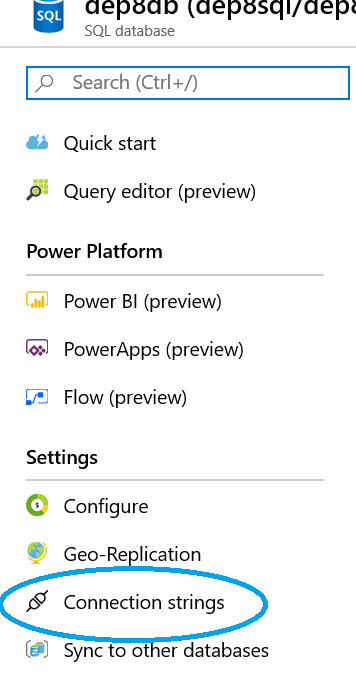 dep8db (dep8sql/dep8
SQL
SQL database
Search (Ctrl+/)
Quick start
Query editor (preview)
Power Platform
Power BI (preview)
PowerApps (preview)
Flow (preview)
Settings
Configure
Geo-Replication
Connection strings
Sync to other databases